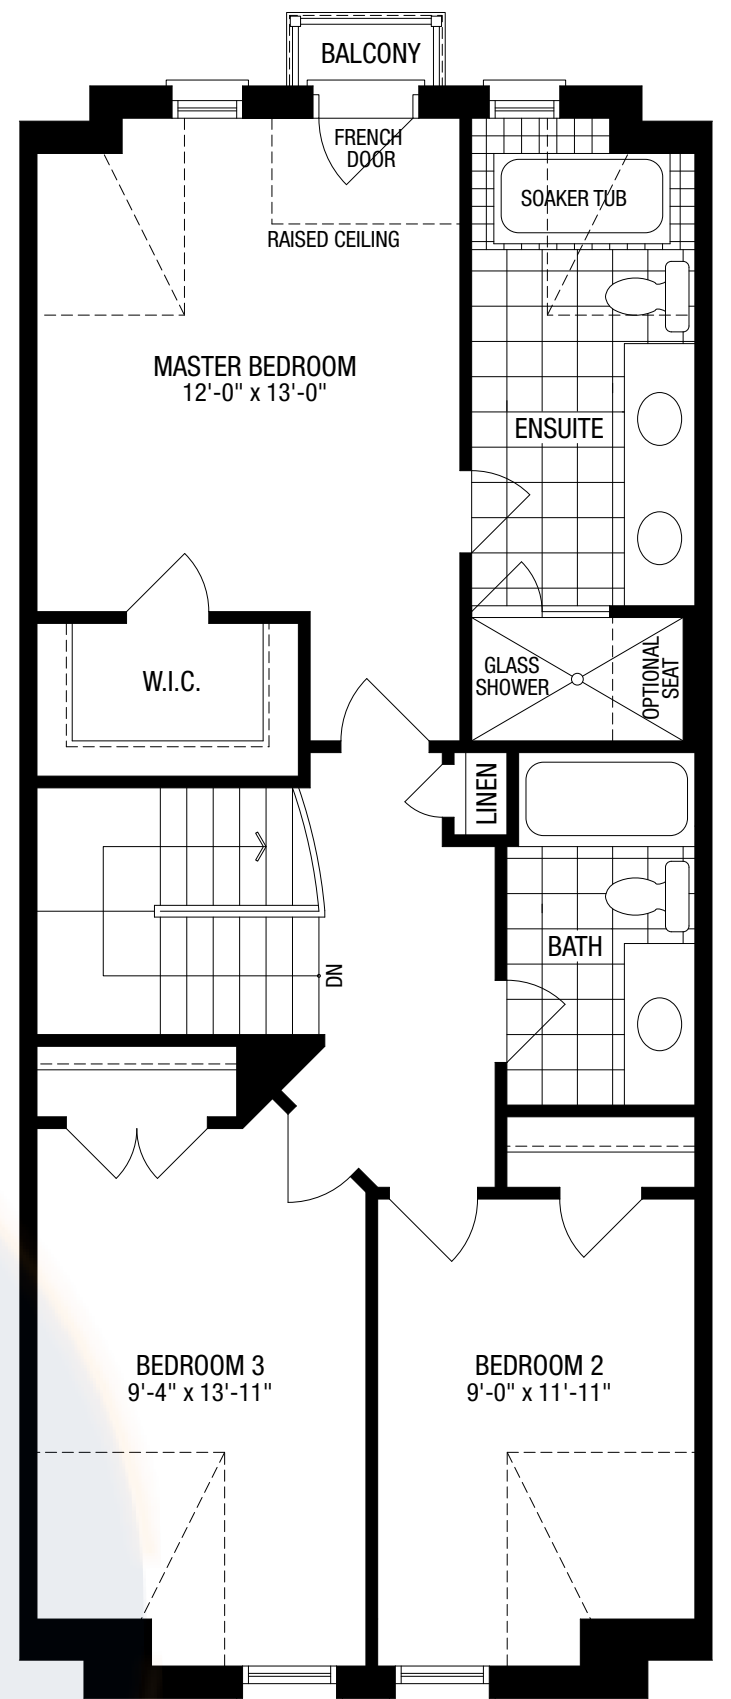 BALCONY
FRENCH
DOOR
SOAKER TUB
RAISED CEILING
MASTER BEDROOM
12'-0" x 13'-0"
ENSUITE
W.I.C.
GLASS
SHOWER
OPTIONAL
SEAT
LINEN
BATH
DN
BEDROOM 3
9'-4" x 13'-11"
BEDROOM 2
9'-0" x 11'-11"